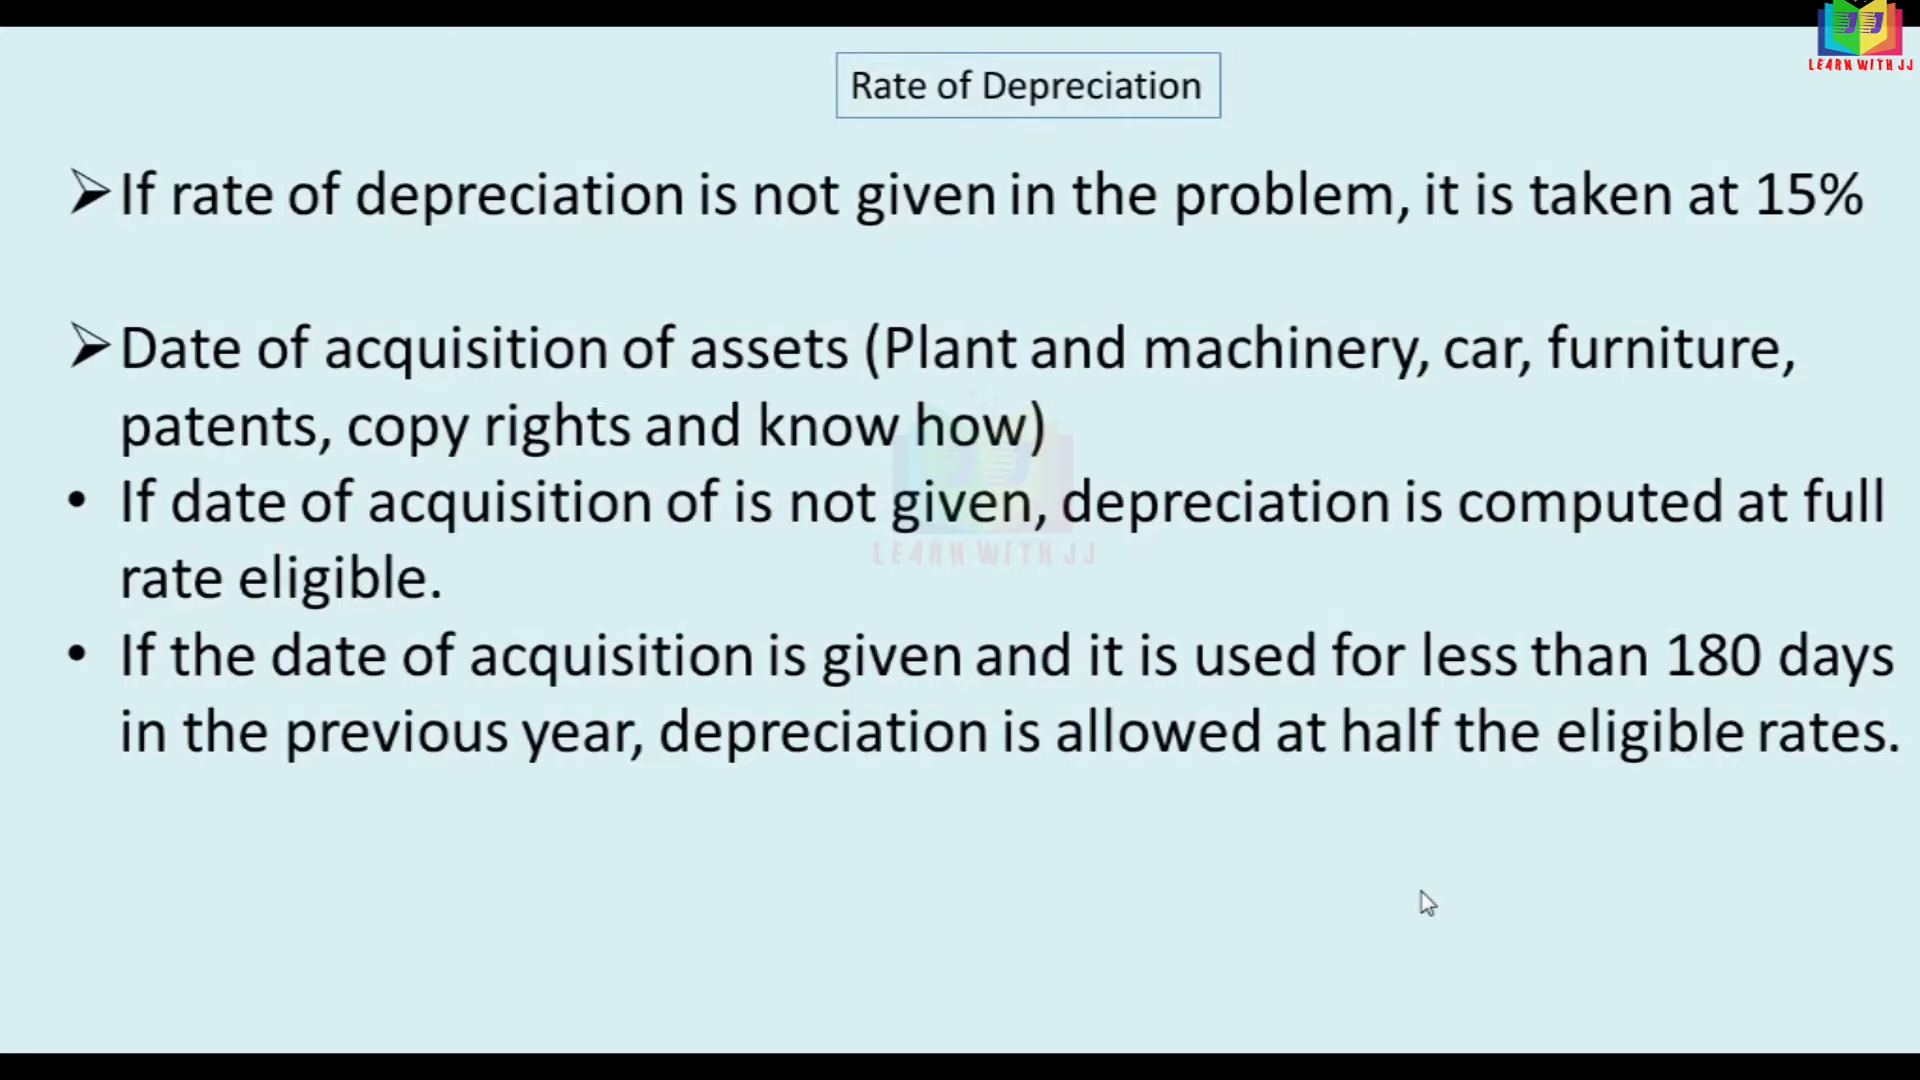 LEARN WITH JJ
Rate of Depreciation
➢If rate of depreciation is not given in the problem, it is taken at 15%
➢Date of acquisition of assets (Plant and machinery, car, furniture,
patents, copy rights and know how)
• If date of acquisition of is not given, depreciation is computed at full
rate eligible.
• If the date of acquisition is given and it is used for less than 180 days
in the previous year, depreciation is allowed at half the eligible rates.
LEARN WITH JJ